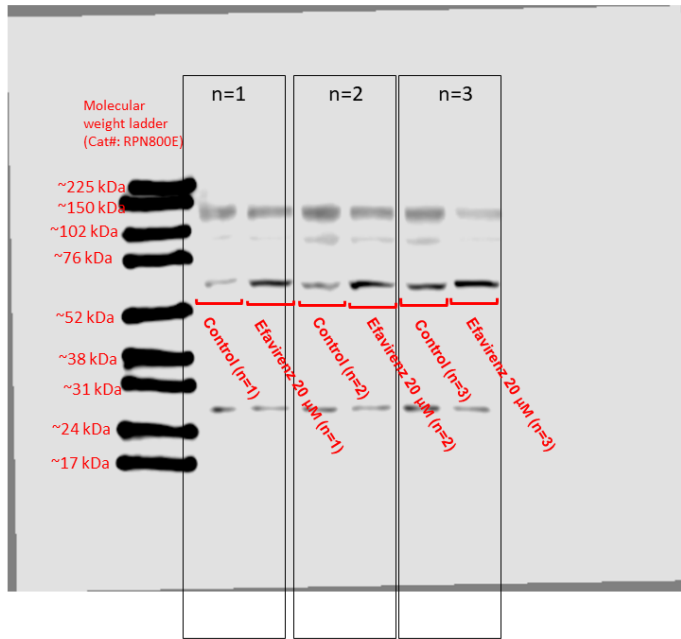 n=1
n=2
n=3
Molecular
weight ladder
(Cat#: RPN800E)
~225 kDa
~150 kDa
~102 kDa
~76 kDa
~52 kDa
~38 kDa
~31 kDa
~24 kDa
~17 kDa
Control (n=1)
Efavirenz 20 µM (n=1)
Control (n=2)
Efavirenz 20 µM (n=2)
Control (n=3)
Efavirenz 20 µM (n=3)